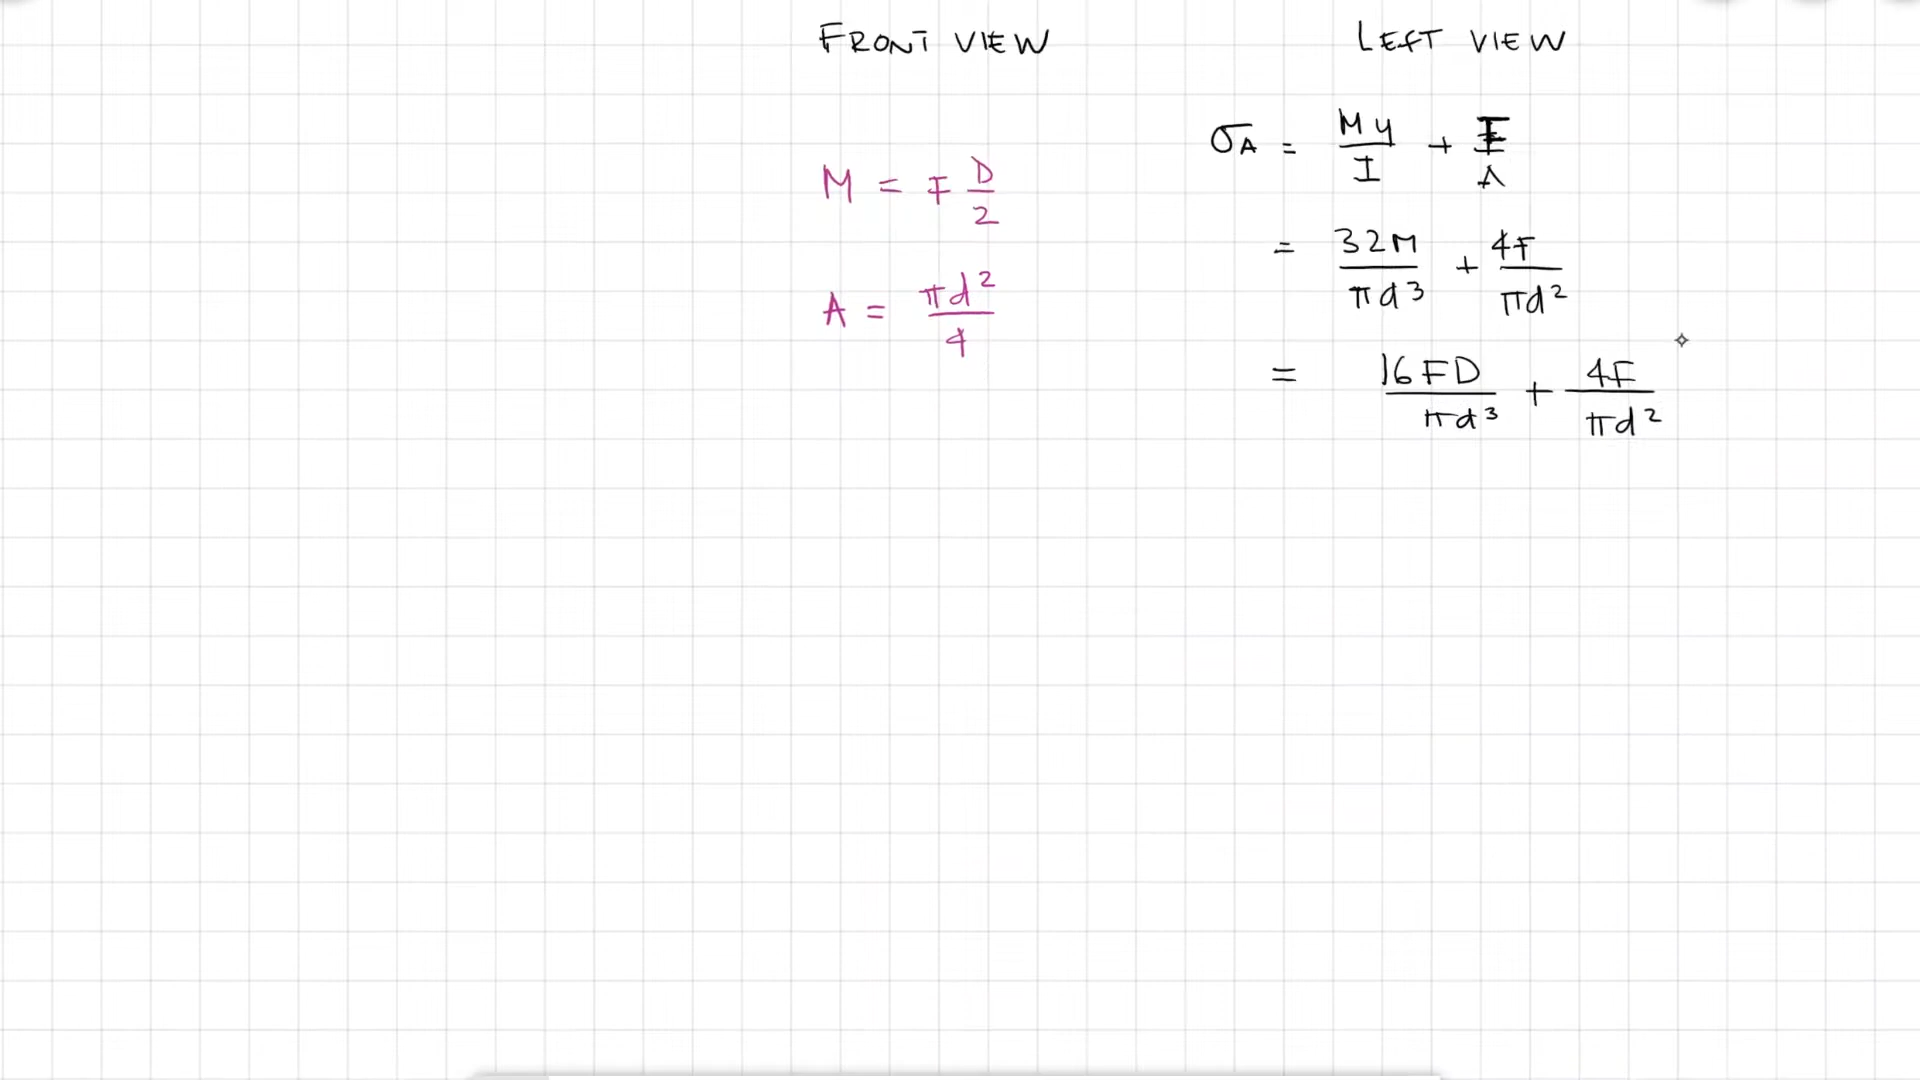 FRONT VIEW
LEFT VIEW
M = F D/2
A = πd²/4
σA = My/I + F/A
= 32M/πd³ + 4F/πd²
= 16FD/πd³ + 4F/πd²